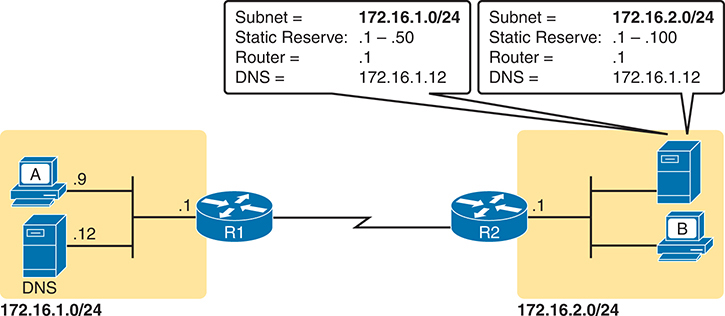 Subnet = 172.16.1.0/24
Static Reserve: .1 – .50
Router = .1
DNS = 172.16.1.12
Subnet = 172.16.2.0/24
Static Reserve: .1 – .100
Router = .1
DNS = 172.16.1.12
A
.9
.12
DNS
.1
R1
R2
.1
B
172.16.1.0/24
172.16.2.0/24